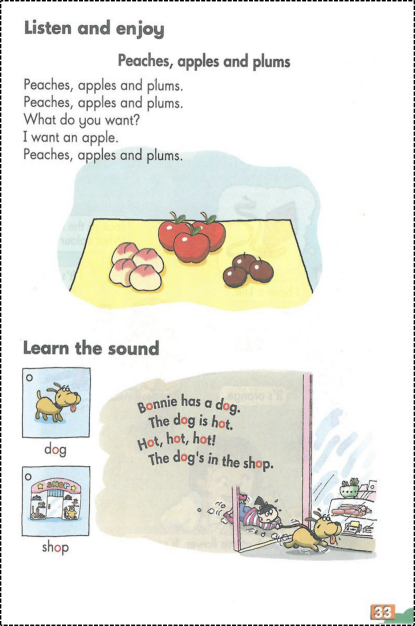 Listen and enjoy
Peaches, apples and plums
Peaches, apples and plums.
Peaches, apples and plums.
What do you want?
I want an apple.
Peaches, apples and plums.
Learn the sound
o
dog
o
SHOP
shop
Bonnie has a dog.
The dog is hot.
Hot, hot, hot!
The dog's in the shop.
33